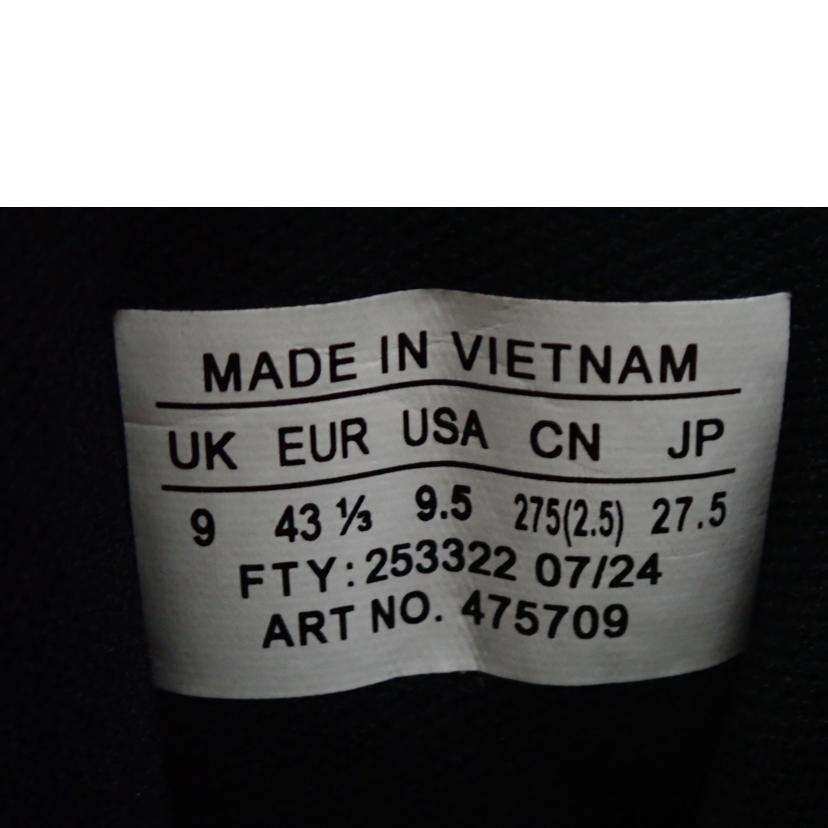 MADE IN VIETNAM
UK EUR USA CN JP
9 43 ⅓ 9.5 275(2.5) 27.5
FTY: 253322 07/24
ART NO. 475709